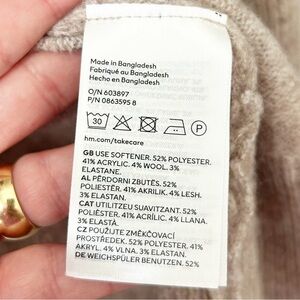 Made in Bangladesh
Fabriqué au Bangladesh
Hecho en Bangladesh
O/N 603897
P/N 0863595 8
30
P
hm.com/takecare
GB USE SOFTENER. 52% POLYESTER.
41% ACRYLIC. 4% WOOL. 3%
ELASTANE.
AL PËRDORNI ZBUTËS. 52%
POLIESTËR. 41% AKRILIK. 4% LESH.
3% ELASTAN.
CAT UTILITZEU SUAVITZANT. 52%
POLIÈSTER. 41% ACRÍLIC. 4% LLANA.
3% ELASTÀ.
CZ POUŽIJTE ZMĚKČOVACÍ
PROSTŘEDEK. 52% POLYESTER. 41%
AKRYL. 4% VLNA. 3% ELASTAN.
DE WEICHSPÜLER BENUTZEN. 52%